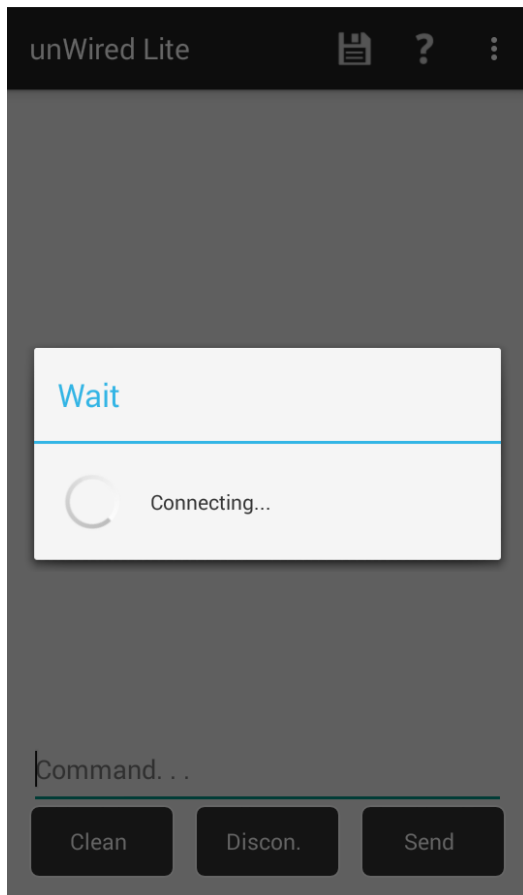 unWired Lite ?
Wait
Connecting...
Command. . .
Clean Discon. Send